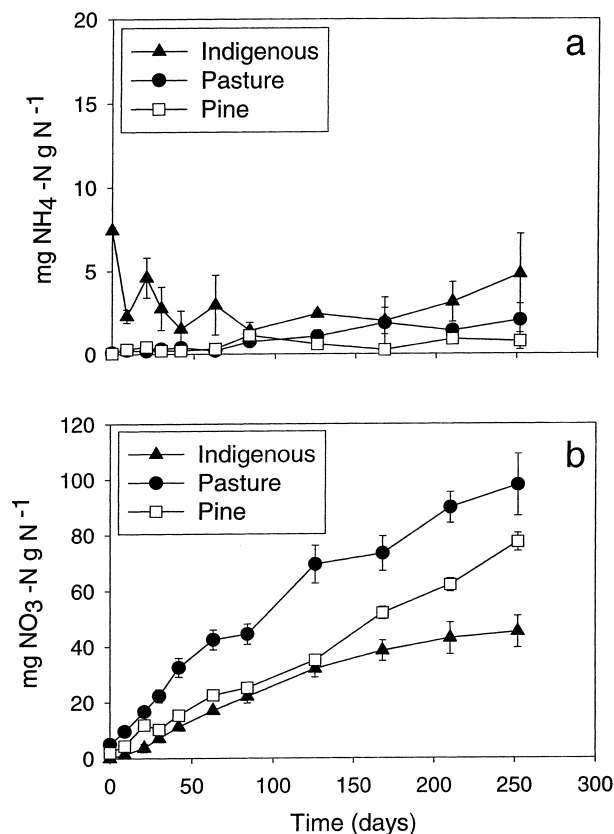 a
Indigenous
Pasture
Pine
mg NH4 -N g N -1
20
15
10
5
0
b
Indigenous
Pasture
Pine
mg NO3 -N g N -1
120
100
80
60
40
20
0
0 50 100 150 200 250 300
Time (days)